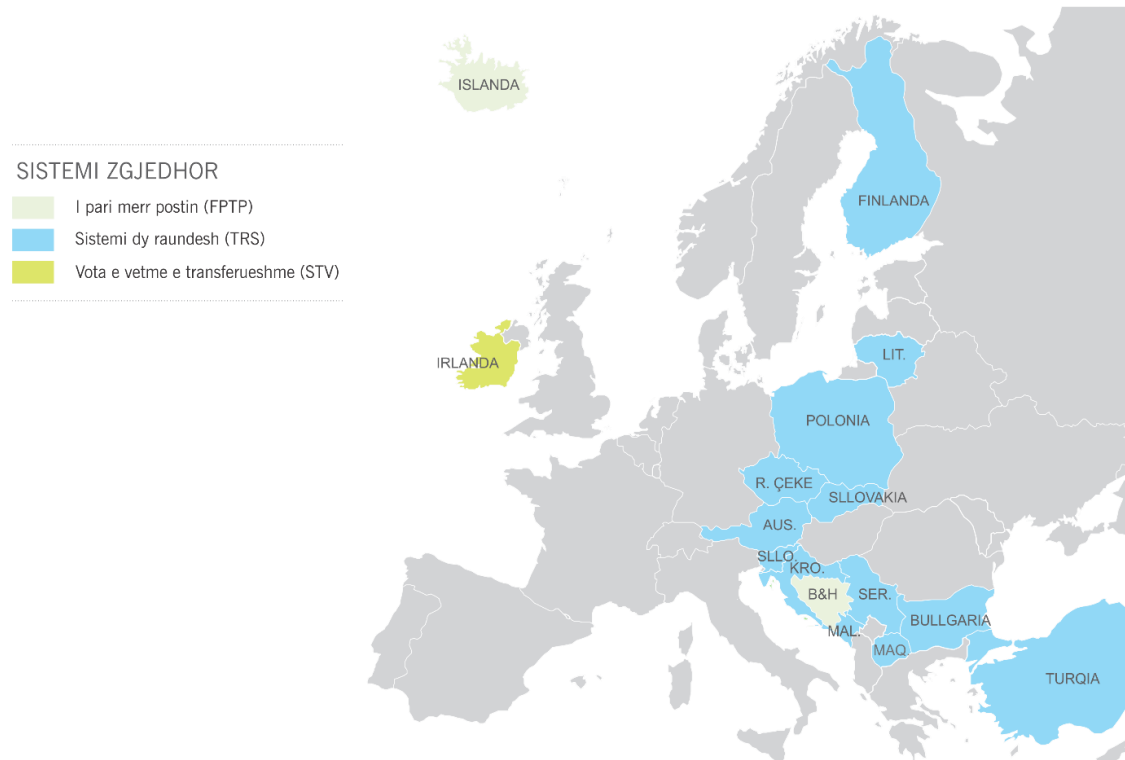 ISLANDA
SISTEMI ZGJEDHOR
I pari merr postin (FPTP)
Sistemi dy raundesh (TRS)
Vota e vetme e transferueshme (STV)
FINLANDA
IRLANDA
LIT.
POLONIA
R. ÇEKE
SLLOVAKIA
AUS.
SLLO.
KRO.
B&H
SER.
BULLGARIA
MAL.
MAQ.
TURQIA